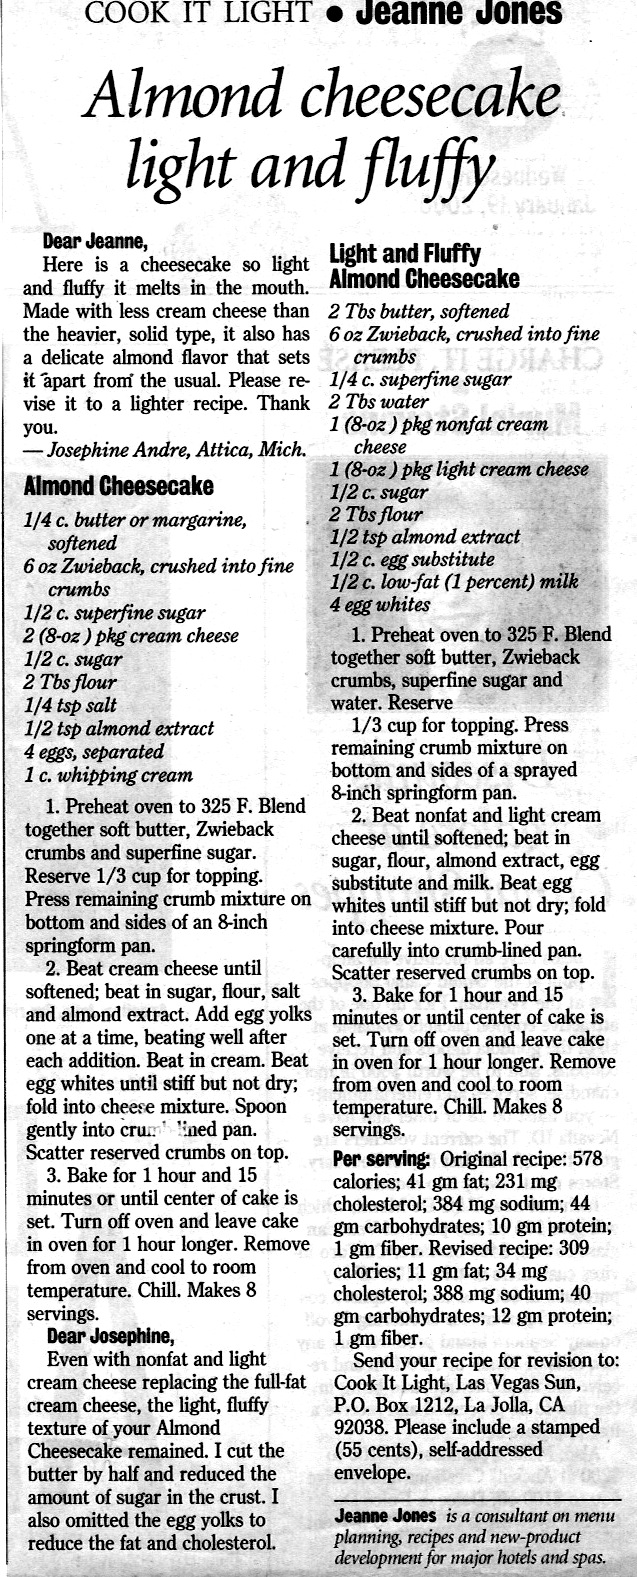 COOK IT LIGHT ● Jeanne Jones
Almond cheesecake
light and fluffy
Dear Jeanne,
Here is a cheesecake so light
and fluffy it melts in the mouth.
Made with less cream cheese than
the heavier, solid type, it also has
a delicate almond flavor that sets
it apart from the usual. Please re-
vise it to a lighter recipe. Thank
you.
— Josephine Andre, Attica, Mich.
Almond Cheesecake
1/4 c. butter or margarine,
softened
6 oz Zwieback, crushed into fine
crumbs
1/2 c. superfine sugar
2 (8-oz ) pkg cream cheese
1/2 c. sugar
2 Tbs flour
1/4 tsp salt
1/2 tsp almond extract
4 eggs, separated
1 c. whipping cream
1. Preheat oven to 325 F. Blend
together soft butter, Zwieback
crumbs and superfine sugar.
Reserve 1/3 cup for topping.
Press remaining crumb mixture on
bottom and sides of an 8-inch
springform pan.
2. Beat cream cheese until
softened; beat in sugar, flour, salt
and almond extract. Add egg yolks
one at a time, beating well after
each addition. Beat in cream. Beat
egg whites until stiff but not dry;
fold into cheese mixture. Spoon
gently into lined pan.
Scatter reserved crumbs on top.
3. Bake for 1 hour and 15
minutes or until center of cake is
set. Turn off oven and leave cake
in oven for 1 hour longer. Remove
from oven and cool to room
temperature. Chill. Makes 8
servings.
Dear Josephine,
Even with nonfat and light
cream cheese replacing the full-fat
cream cheese, the light, fluffy
texture of your Almond
Cheesecake remained. I cut the
butter by half and reduced the
amount of sugar in the crust. I
also omitted the egg yolks to
reduce the fat and cholesterol.
Light and Fluffy
Almond Cheesecake
2 Tbs butter, softened
6 oz Zwieback, crushed into fine
crumbs
1/4 c. superfine sugar
2 Tbs water
1 (8-oz ) pkg nonfat cream
cheese
1 (8-oz ) pkg light cream cheese
1/2 c. sugar
2 Tbs flour
1/2 tsp almond extract
1/2 c. egg substitute
1/2 c. low-fat (1 percent) milk
4 egg whites
1. Preheat oven to 325 F. Blend
together soft butter, Zwieback
crumbs, superfine sugar and
water. Reserve
1/3 cup for topping. Press
remaining crumb mixture on
bottom and sides of a sprayed
8-inch springform pan.
2. Beat nonfat and light cream
cheese until softened; beat in
sugar, flour, almond extract, egg
substitute and milk. Beat egg
whites until stiff but not dry; fold
into cheese mixture. Pour
carefully into crumb-lined pan.
Scatter reserved crumbs on top.
3. Bake for 1 hour and 15
minutes or until center of cake is
set. Turn off oven and leave cake
in oven for 1 hour longer. Remove
from oven and cool to room
temperature. Chill. Makes 8
servings.
Per serving: Original recipe: 578
calories; 41 gm fat; 231 mg
cholesterol; 384 mg sodium; 44
gm carbohydrates; 10 gm protein;
1 gm fiber. Revised recipe: 309
calories; 11 gm fat; 34 mg
cholesterol; 388 mg sodium; 40
gm carbohydrates; 12 gm protein;
1 gm fiber.
Send your recipe for revision to:
Cook It Light, Las Vegas Sun,
P.O. Box 1212, La Jolla, CA
92038. Please include a stamped
(55 cents), self-addressed
envelope.
Jeanne Jones is a consultant on menu
planning, recipes and new-product
development for major hotels and spas.